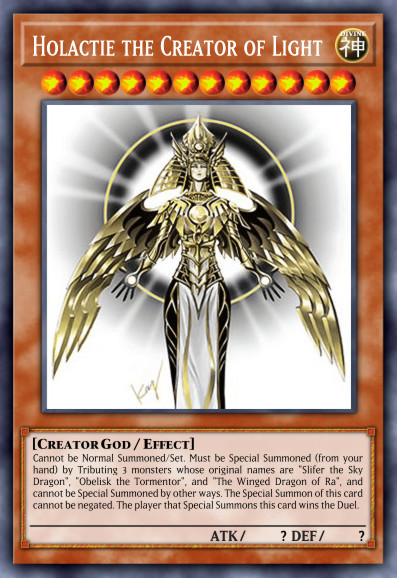 HOLACTIE THE CREATOR OF LIGHT
DIVINE
神
[CREATOR GOD / EFFECT]
Cannot be Normal Summoned/Set. Must be Special Summoned (from your
hand) by Tributing 3 monsters whose original names are "Slifer the Sky
Dragon", "Obelisk the Tormentor", and "The Winged Dragon of Ra", and
cannot be Special Summoned by other ways. The Special Summon of this card
cannot be negated. The player that Special Summons this card wins the Duel.
ATK/ ? DEF/ ?